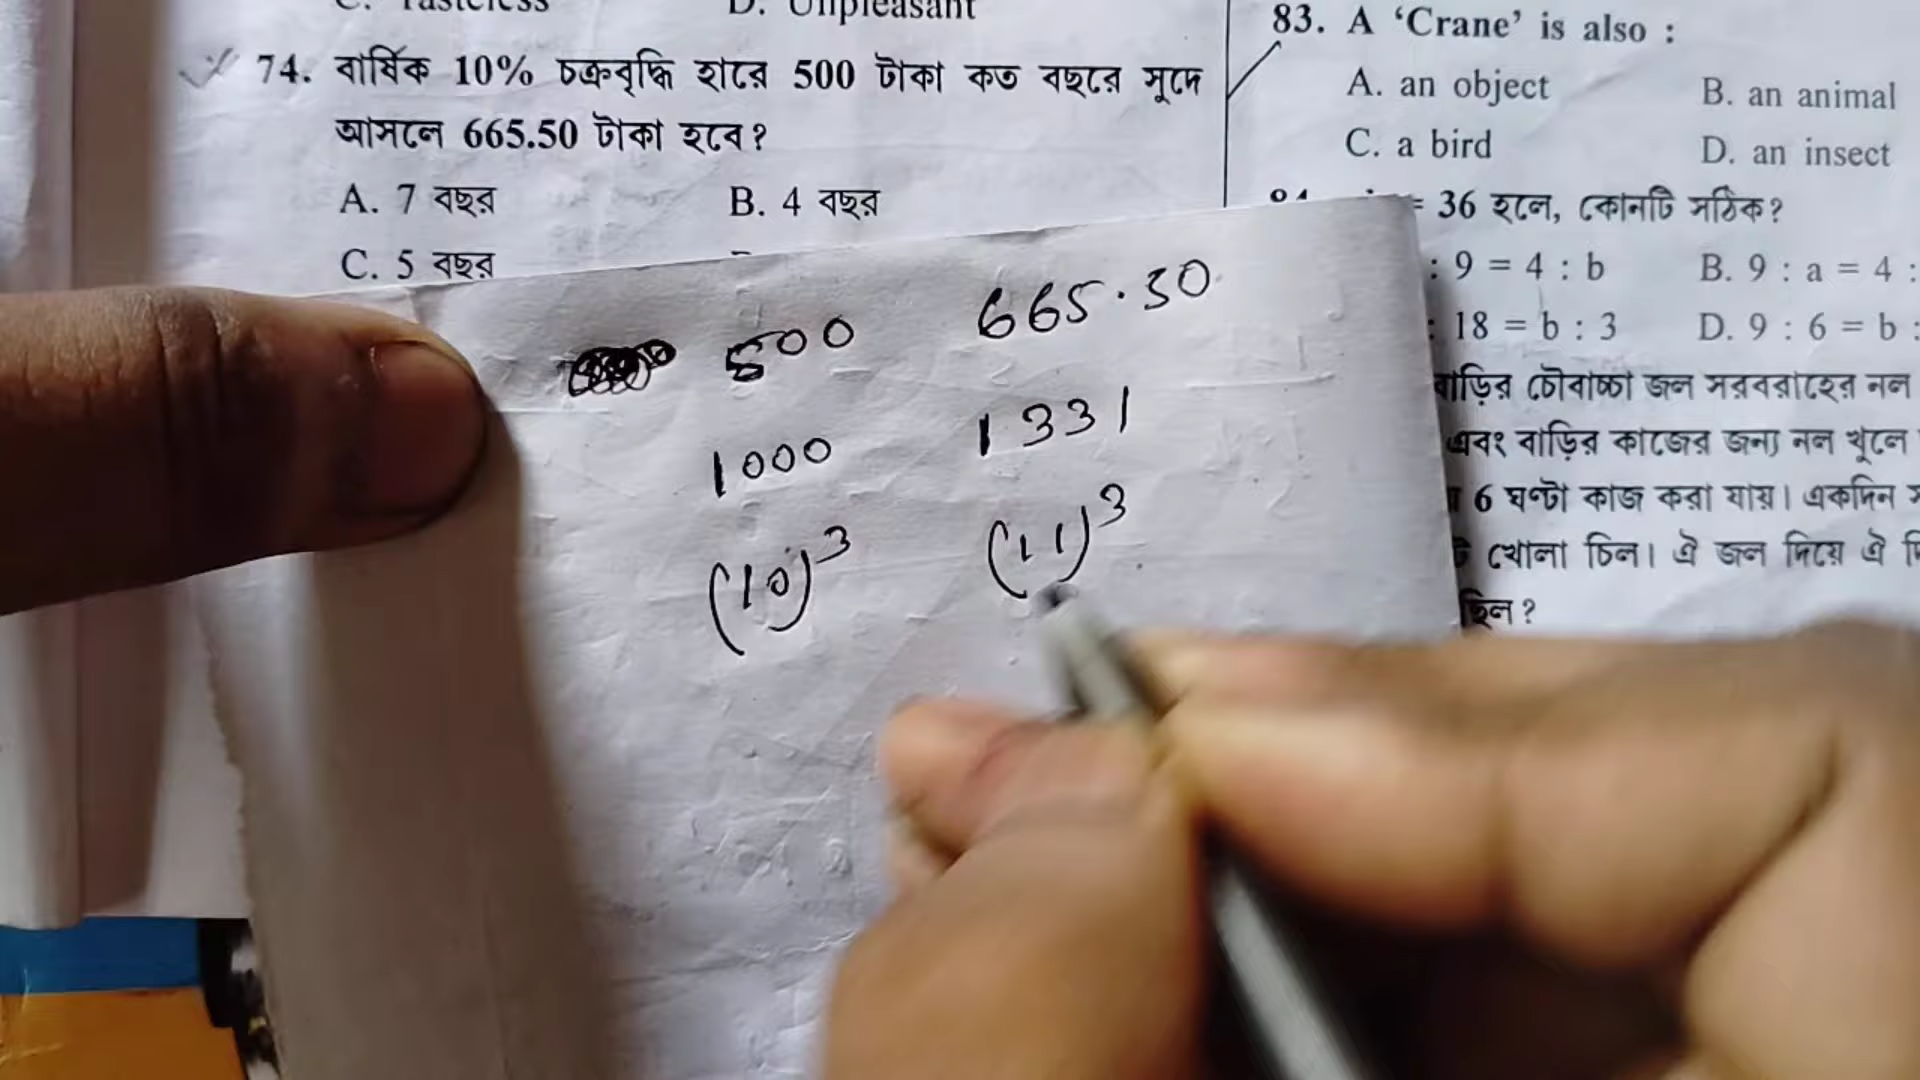 C. Tasteless D. Unpleasant
74. বার্ষিক 10% চক্রবৃদ্ধি হারে 500 টাকা কত বছরে সুদে
আসলে 665.50 টাকা হবে?
A. 7 বছর B. 4 বছর
C. 5 বছর
500 665.50
1000 1331
(10)³ (11)³
83. A ‘Crane’ is also :
A. an object B. an animal
C. a bird D. an insect
= 36 হলে, কোনটি সঠিক?
: 9 = 4 : b B. 9 : a = 4 :
: 18 = b : 3 D. 9 : 6 = b :
বাড়ির চৌবাচ্চা জল সরবরাহের নল
এবং বাড়ির কাজের জন্য নল খুলে
6 ঘণ্টা কাজ করা যায়। একদিন
খোলা চিল। ঐ জল দিয়ে ঐ
ছিল?